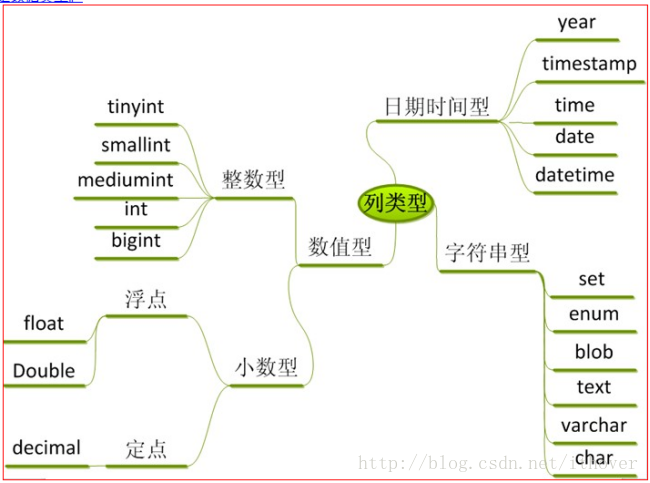 year
timestamp
日期时间型
time
date
datetime
tinyint
smallint
mediumint
int
bigint
整数型
列类型
数值型
字符串型
set
enum
blob
text
varchar
char
浮点
float
Double
小数型
decimal
定点
http://blog.csdn.net/ithover